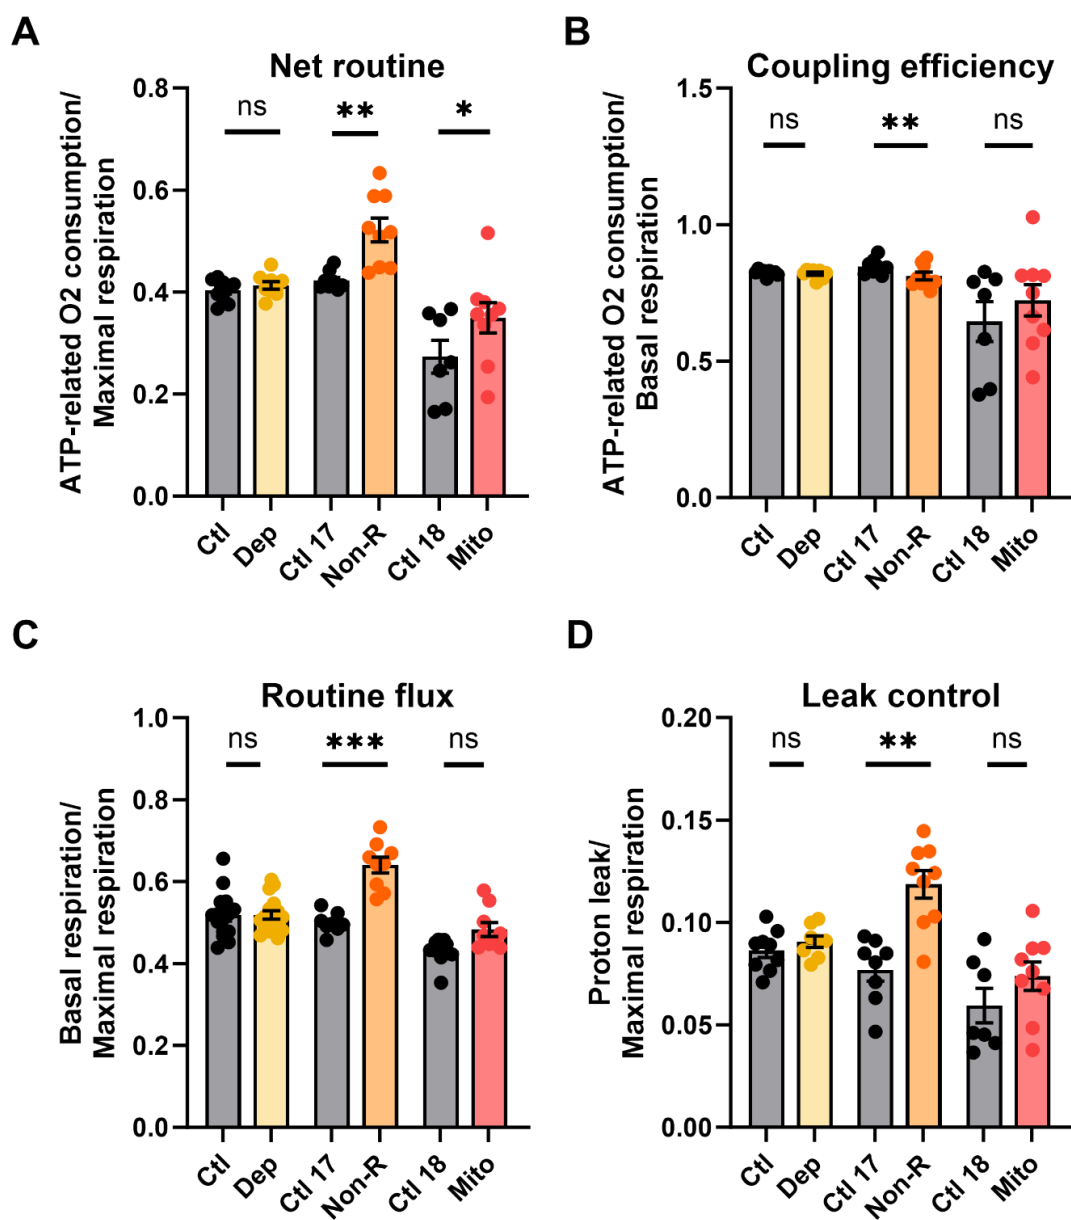 A
Net routine
ATP-related O2 consumption/
Maximal respiration
0.8
0.6
0.4
0.2
0.0
ns
**
*
Ctl
Dep
Ctl 17
Non-R
Ctl 18
Mito
B
Coupling efficiency
ATP-related O2 consumption/
Basal respiration
1.5
1.0
0.5
0.0
ns
**
ns
Ctl
Dep
Ctl 17
Non-R
Ctl 18
Mito
C
Routine flux
Basal respiration/
Maximal respiration
1.0
0.8
0.6
0.4
0.2
0.0
ns
***
ns
Ctl
Dep
Ctl 17
Non-R
Ctl 18
Mito
D
Leak control
Proton leak/
Maximal respiration
0.20
0.15
0.10
0.05
0.00
ns
**
ns
Ctl
Dep
Ctl 17
Non-R
Ctl 18
Mito